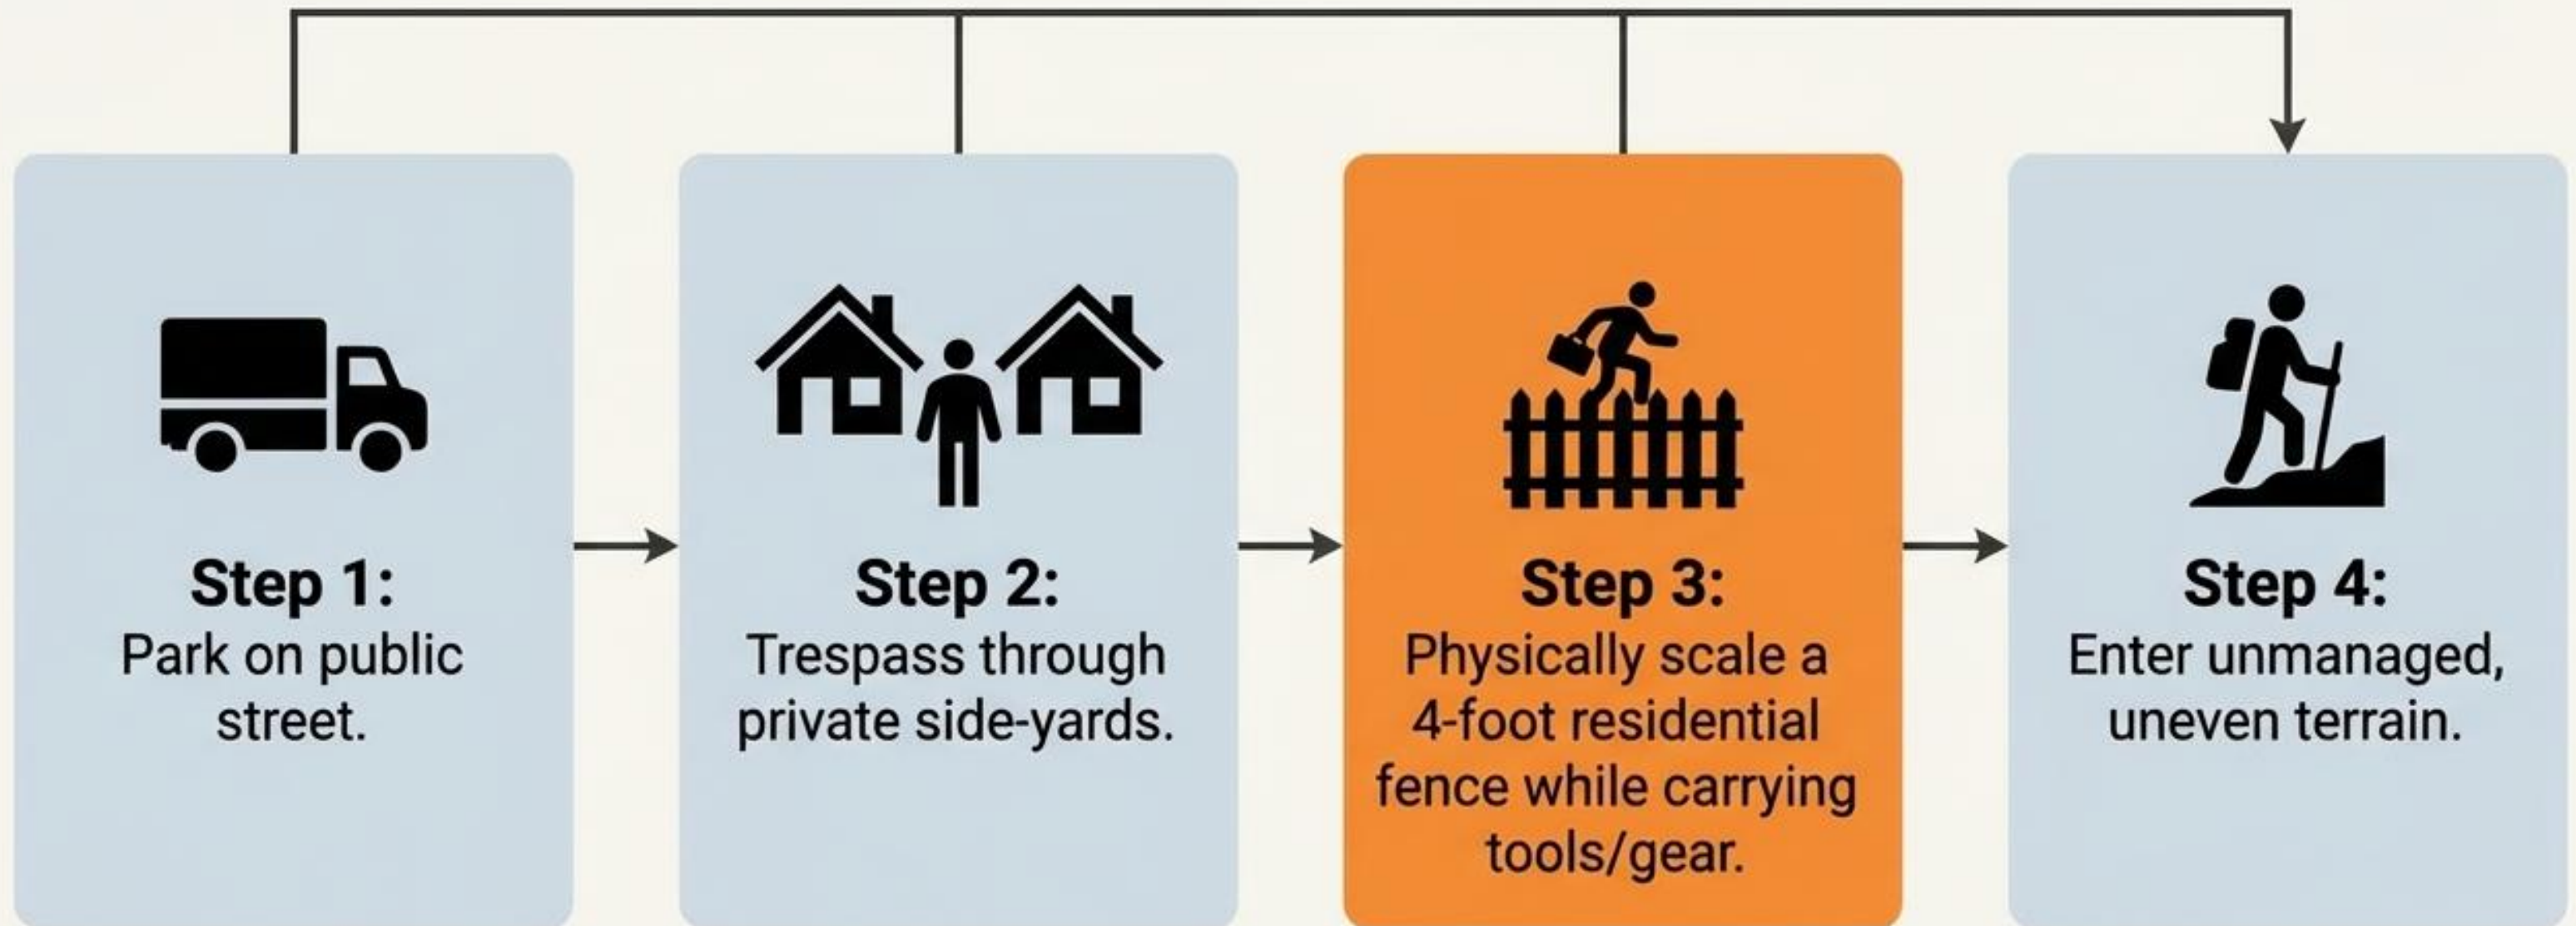 Step 1:
Park on public
street.
Step 2:
Trespass through
private side-yards.
Step 3:
Physically scale a
4-foot residential
fence while carrying
tools/gear.
Step 4:
Enter unmanaged,
uneven terrain.